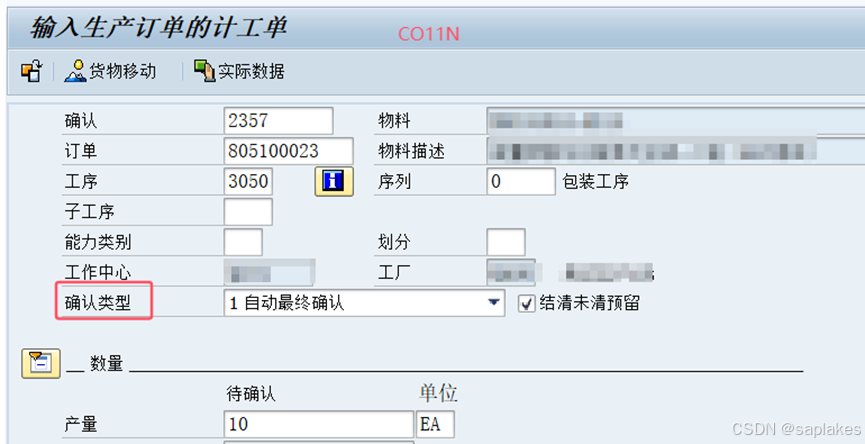 输入生产订单的计工单
CO11N
货物移动 实际数据
确认 2357 物料
订单 805100023 物料描述
工序 3050 序列 0 包装工序
子工序
能力类别 划分
工作中心 工厂
确认类型 1 自动最终确认 结清未清预留
数量
待确认 单位
产量 10 EA
CSDN @saplakes